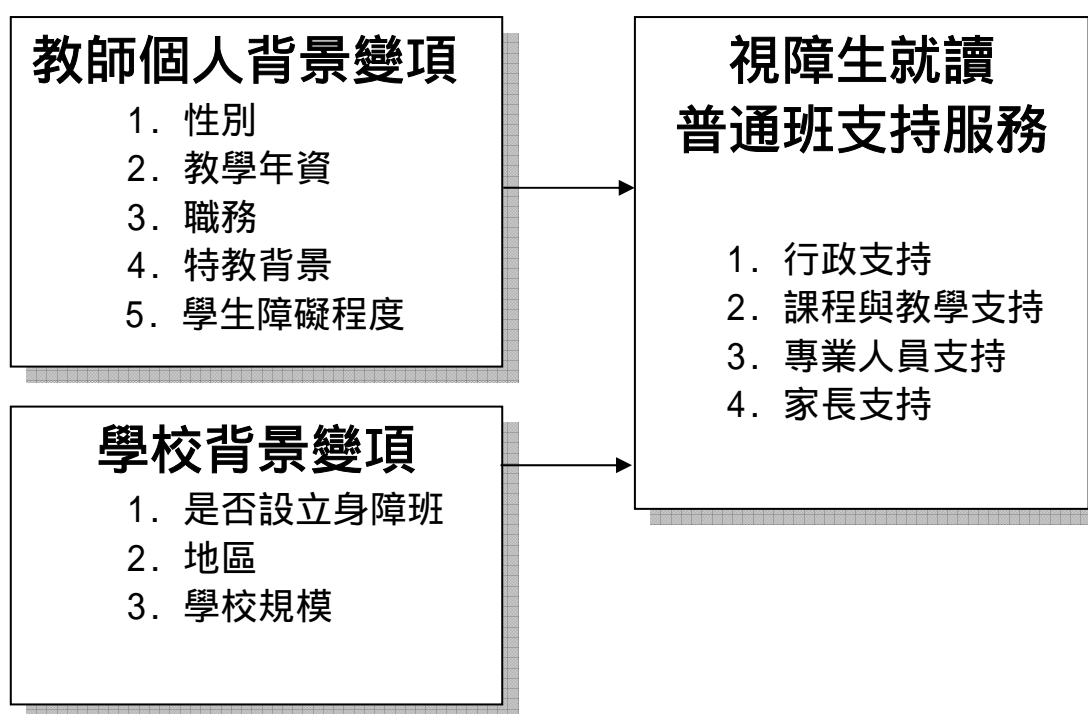 教師個人背景變項
1. 性別
2. 教學年資
3. 職務
4. 特教背景
5. 學生障礙程度
學校背景變項
1. 是否設立身障班
2. 地區
3. 學校規模
視障生就讀
普通班支持服務
1. 行政支持
2. 課程與教學支持
3. 專業人員支持
4. 家長支持